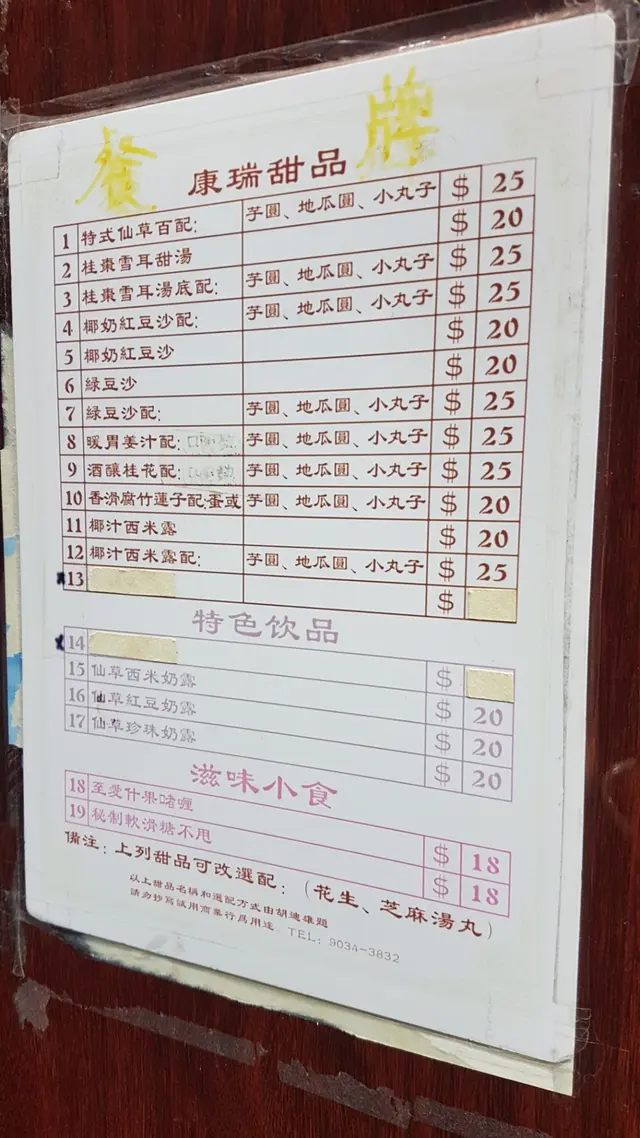 餐牌
康瑞甜品
1 特式仙草百配: 芋圓、地瓜圓、小丸子 $ 25
2 桂棗雪耳甜湯 $ 20
3 桂棗雪耳湯底配: 芋圓、地瓜圓、小丸子 $ 25
4 椰奶紅豆沙配: 芋圓、地瓜圓、小丸子 $ 25
5 椰奶紅豆沙 $ 20
6 綠豆沙 $ 20
7 綠豆沙配: 芋圓、地瓜圓、小丸子 $ 25
8 暖胃姜汁配: 芋圓、地瓜圓、小丸子 $ 25
9 酒釀桂花配: 芋圓、地瓜圓、小丸子 $ 25
10 香滑腐竹蓮子配:蛋或 芋圓、地瓜圓、小丸子 $ 20
11 椰汁西米露 $ 20
12 椰汁西米露配: 芋圓、地瓜圓、小丸子 $ 25
13 $
特色饮品
14 $
15 仙草西米奶露 $ 20
16 仙草紅豆奶露 $ 20
17 仙草珍珠奶露 $ 20
滋味小食
18 至愛什果啫喱 $ 18
19 秘制軟滑糖不甩 $ 18
備注: 上列甜品可改選配: (花生、芝麻湯丸)
以上甜品名稱和選配方式由胡
請勿抄寫試用商業行爲用途 TEL: 9034-3832